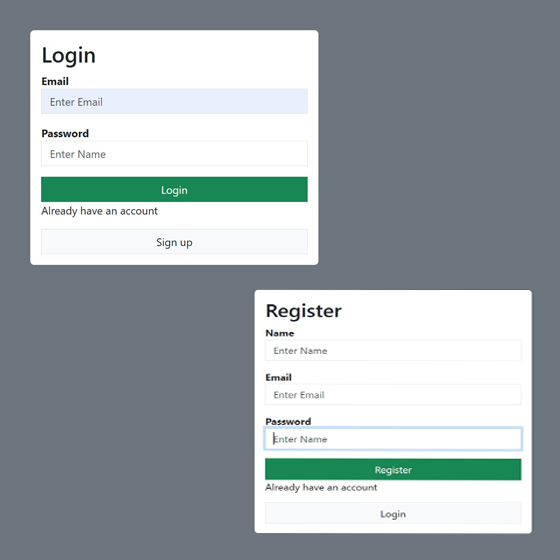 Login
Email
Enter Email
Password
Enter Name
Login
Already have an account
Sign up
Register
Name
Enter Name
Email
Enter Email
Password
Enter Name
Register
Already have an account
Login